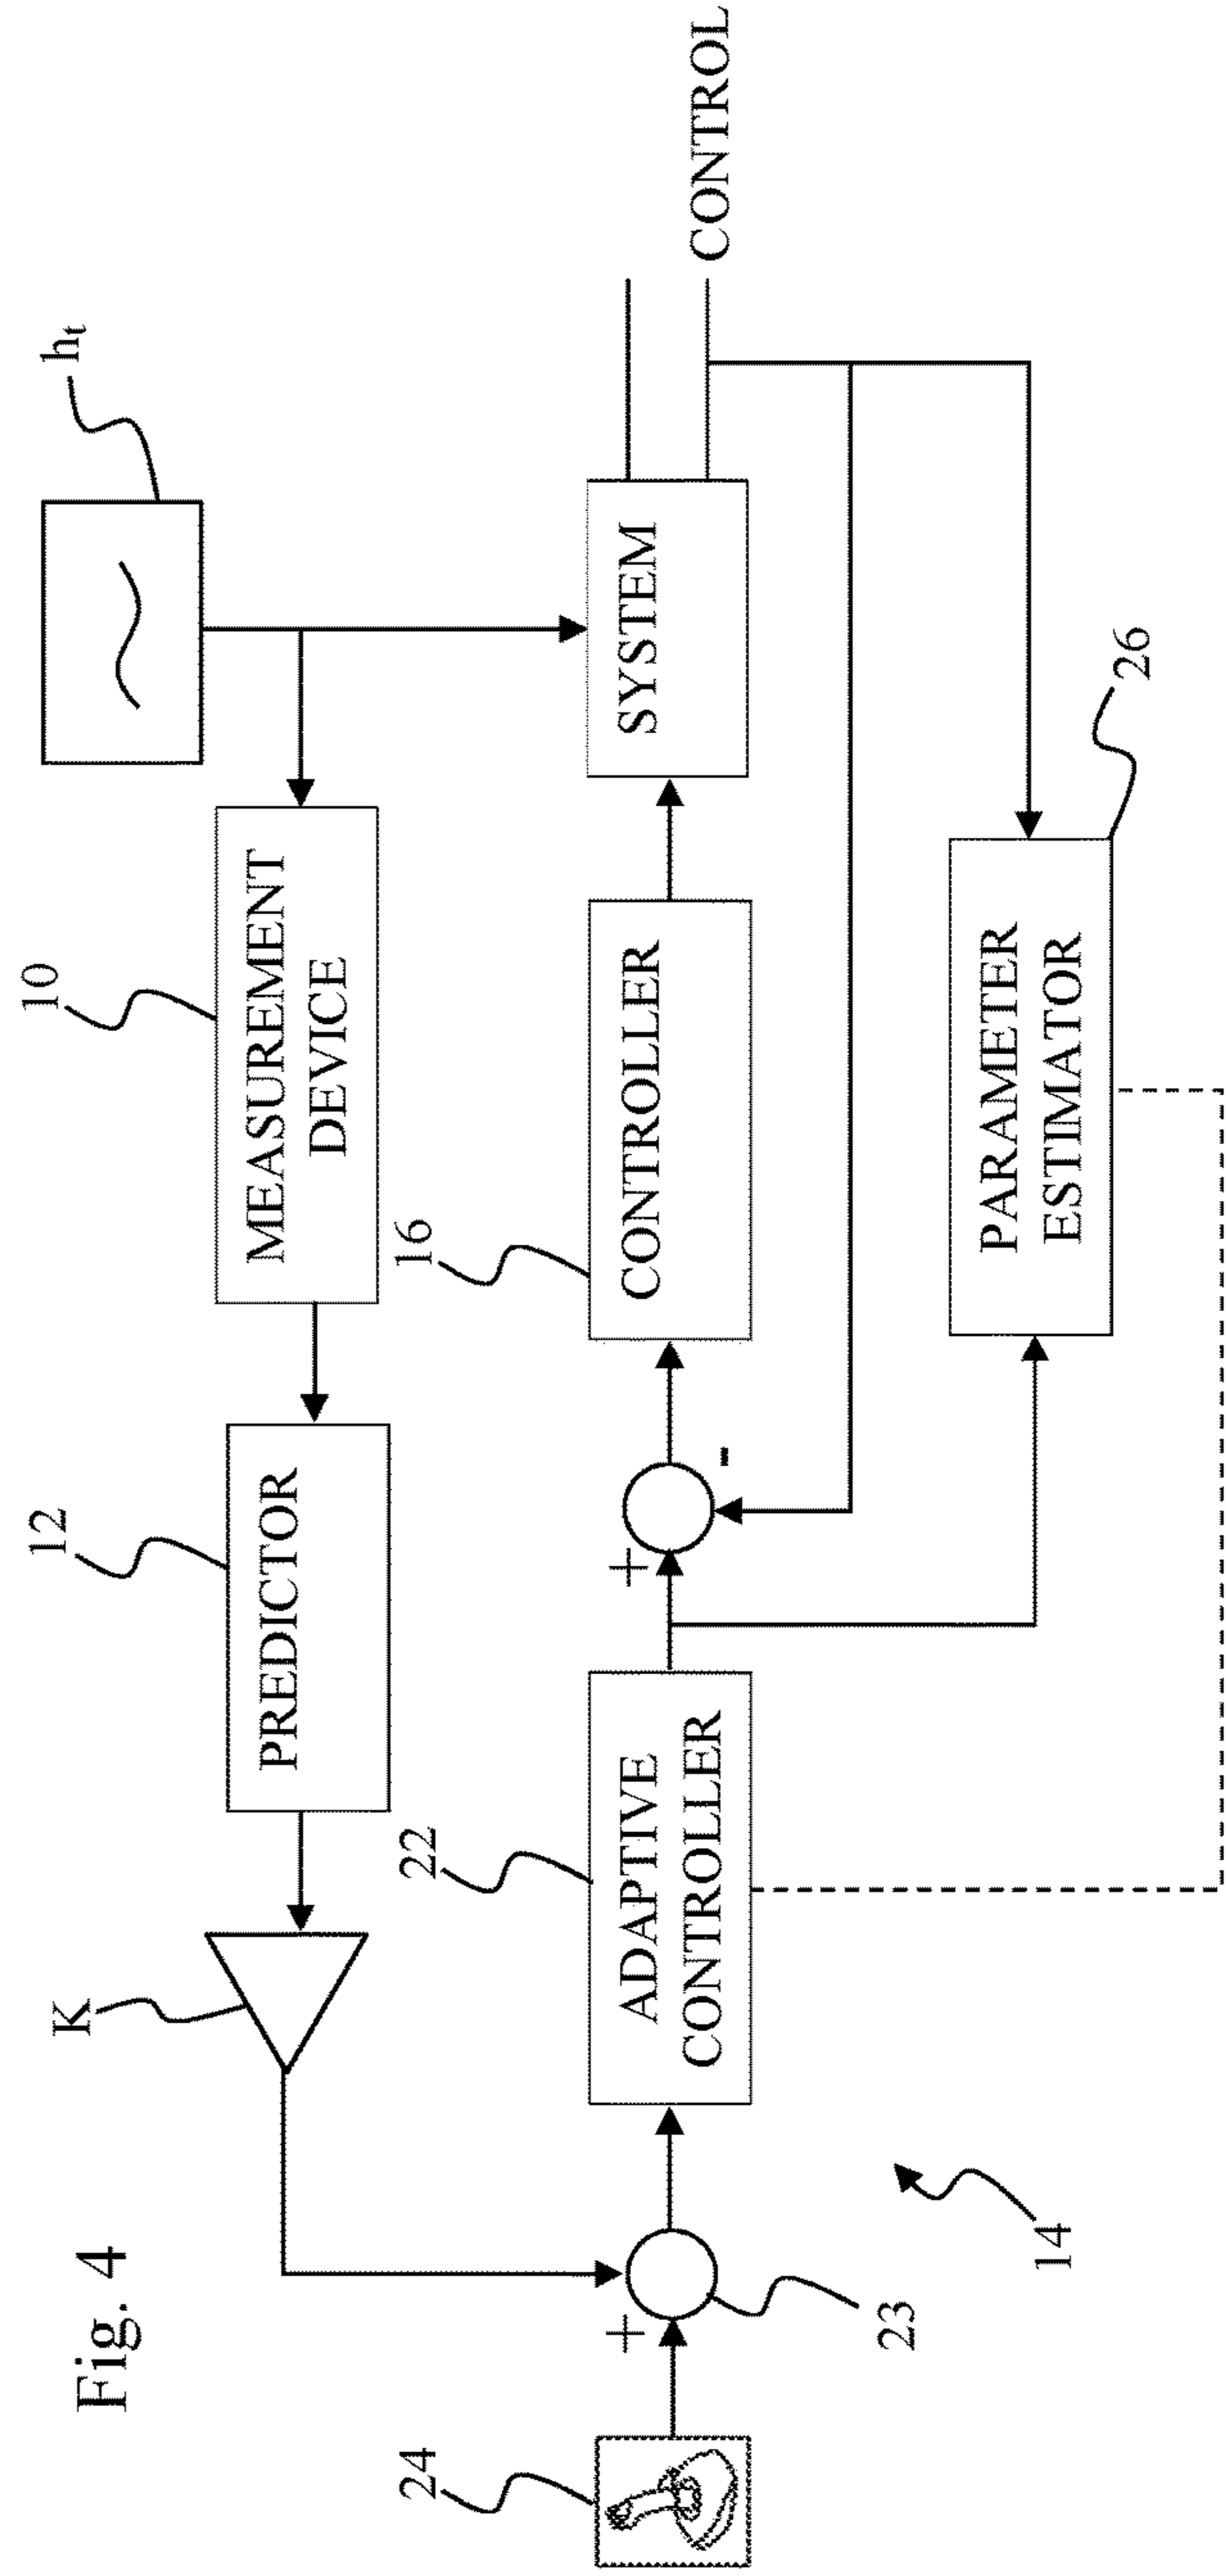 Fig. 4
h
t
10
MEASUREMENT
DEVICE
12
PREDICTOR
K
24
+
23
22
ADAPTIVE
CONTROLLER
+
-
16
CONTROLLER
SYSTEM
CONTROL
PARAMETER
ESTIMATOR
26
14